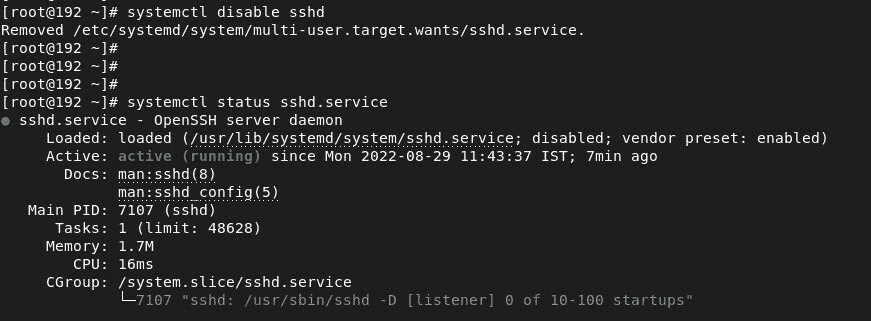 [root@192 ~]# systemctl disable sshd
Removed /etc/systemd/system/multi-user.target.wants/sshd.service.
[root@192 ~]#
[root@192 ~]#
[root@192 ~]#
[root@192 ~]# systemctl status sshd.service
● sshd.service - OpenSSH server daemon
     Loaded: loaded (/usr/lib/systemd/system/sshd.service; disabled; vendor preset: enabled)
     Active: active (running) since Mon 2022-08-29 11:43:37 IST; 7min ago
       Docs: man:sshd(8)
             man:sshd_config(5)
   Main PID: 7107 (sshd)
      Tasks: 1 (limit: 48628)
     Memory: 1.7M
        CPU: 16ms
     CGroup: /system.slice/sshd.service
             └─7107 "sshd: /usr/sbin/sshd -D [listener] 0 of 10-100 startups"